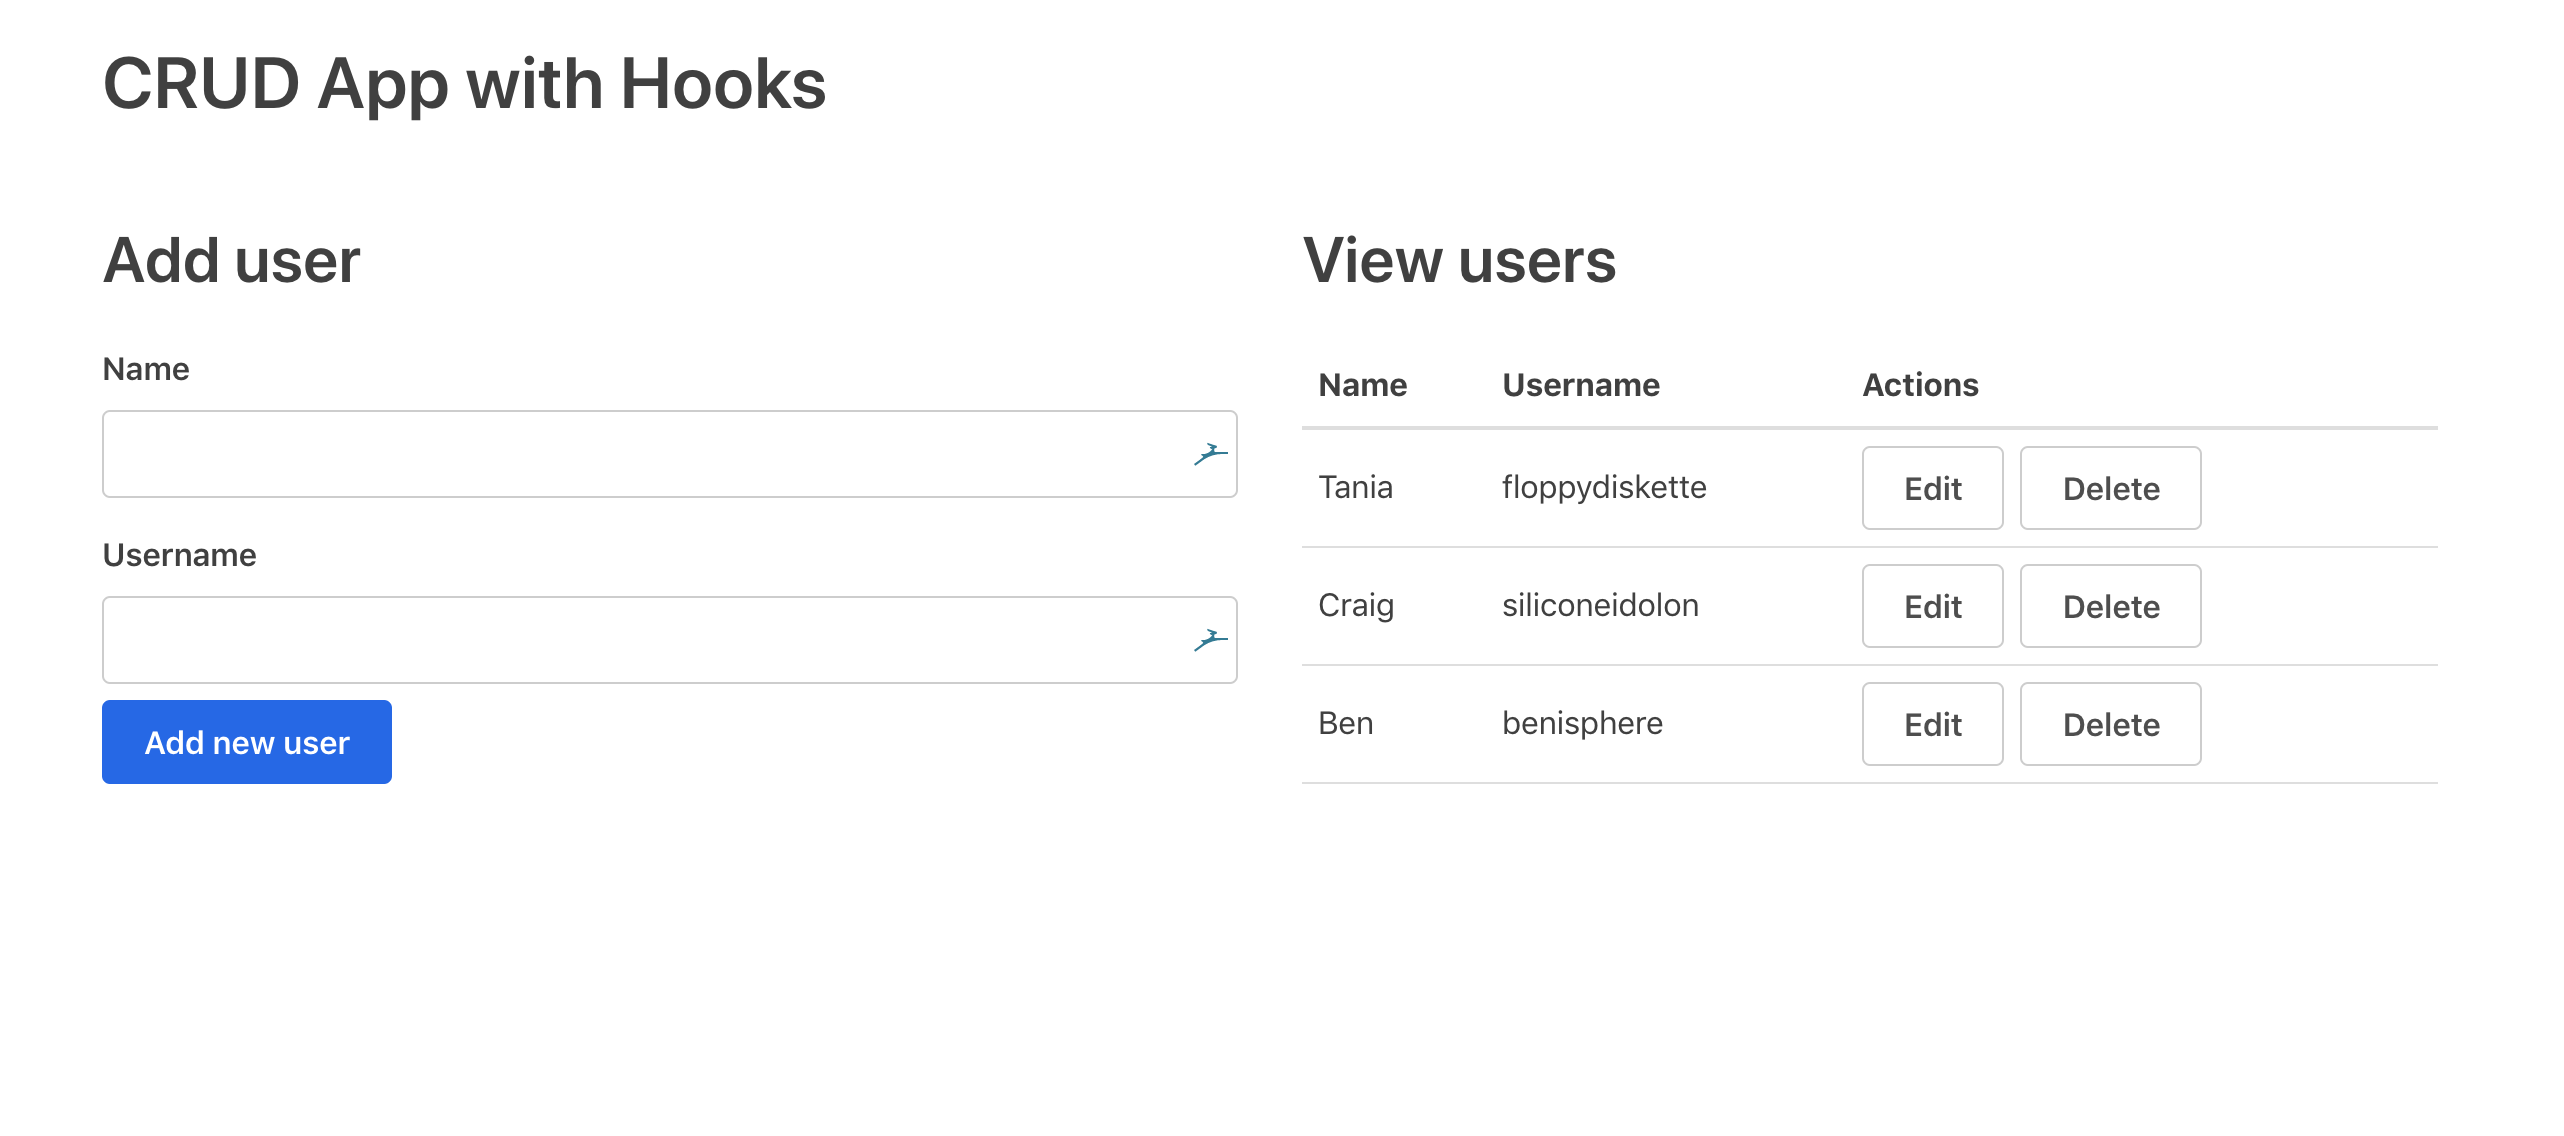 CRUD App with Hooks
Add user
Name
Username
Add new user
View users
Name Username Actions
Tania floppydiskette Edit Delete
Craig siliconeidolon Edit Delete
Ben benisphere Edit Delete